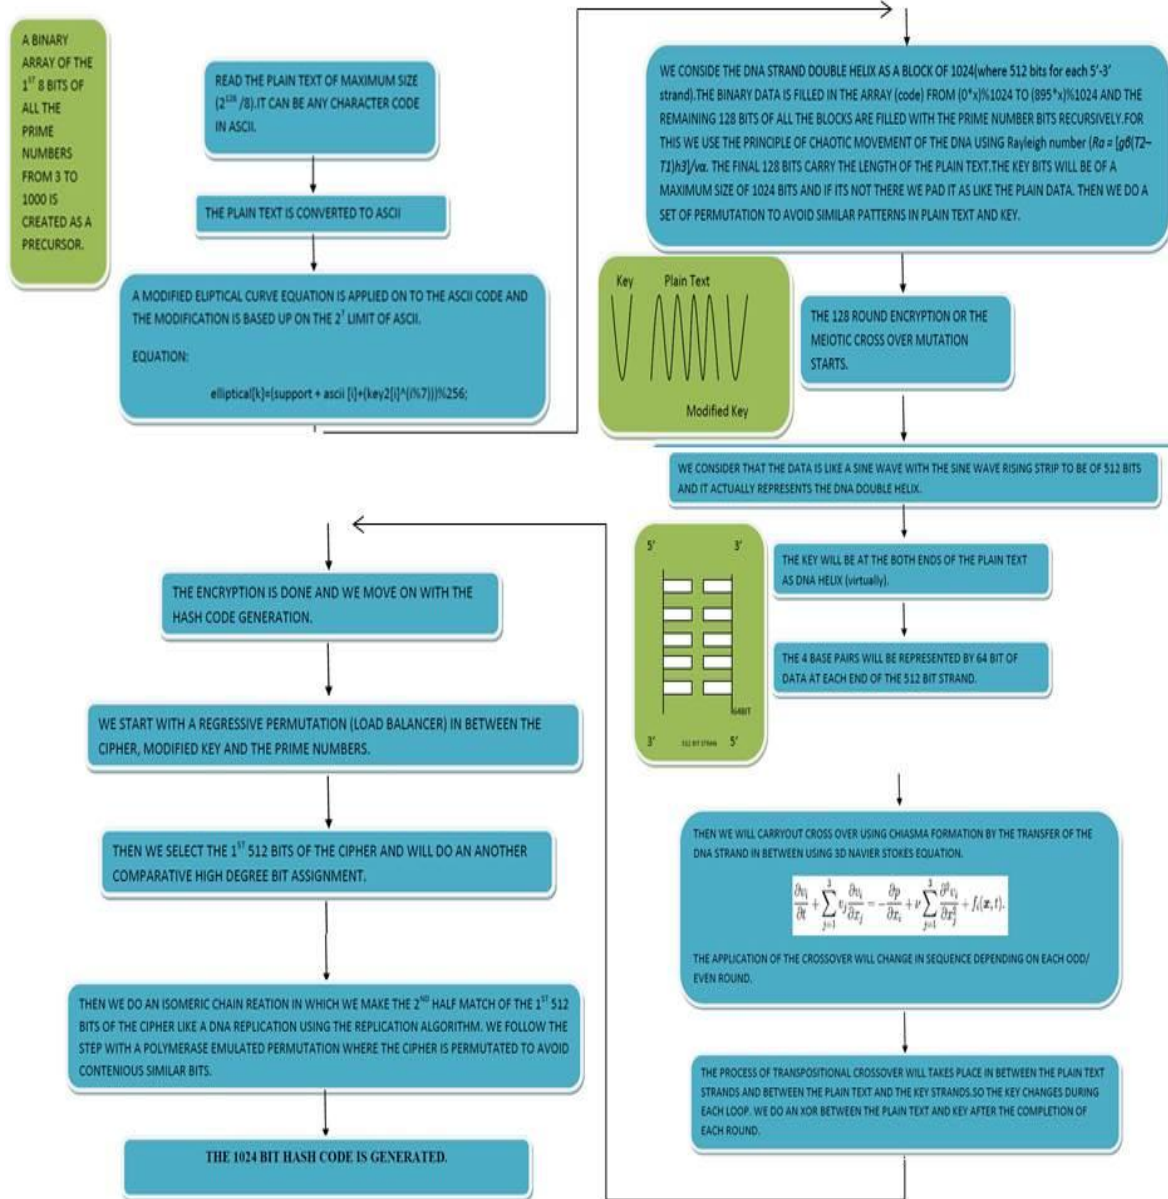 A BINARY
ARRAY OF THE
1ST 8 BITS OF
ALL THE
PRIME
NUMBERS
FROM 3 TO
1000 IS
CREATED AS A
PRECURSOR.
READ THE PLAIN TEXT OF MAXIMUM SIZE
(2^128 /8).IT CAN BE ANY CHARACTER CODE
IN ASCII.
THE PLAIN TEXT IS CONVERTED TO ASCII
A MODIFIED ELIPTICAL CURVE EQUATION IS APPLIED ON TO THE ASCII CODE AND
THE MODIFICATION IS BASED UP ON THE 2^7 LIMIT OF ASCII.
EQUATION:
elliptical[k]=(support + ascii [i]+(key2[i]^(i%7)))%256;
WE CONSIDE THE DNA STRAND DOUBLE HELIX AS A BLOCK OF 1024(where 512 bits for each 5'-3'
strand).THE BINARY DATA IS FILLED IN THE ARRAY (code) FROM (0*x)%1024 TO (895*x)%1024 AND THE
REMAINING 128 BITS OF ALL THE BLOCKS ARE FILLED WITH THE PRIME NUMBER BITS RECURSIVELY.FOR
THIS WE USE THE PRINCIPLE OF CHAOTIC MOVEMENT OF THE DNA USING Rayleigh number (Ra = [gβ(T2–
T1)h3]/να. THE FINAL 128 BITS CARRY THE LENGTH OF THE PLAIN TEXT.THE KEY BITS WILL BE OF A
MAXIMUM SIZE OF 1024 BITS AND IF ITS NOT THERE WE PAD IT AS LIKE THE PLAIN DATA. THEN WE DO A
SET OF PERMUTATION TO AVOID SIMILAR PATTERNS IN PLAIN TEXT AND KEY.
Key Plain Text
Modified Key
THE 128 ROUND ENCRYPTION OR THE
MEIOTIC CROSS OVER MUTATION
STARTS.
WE CONSIDER THAT THE DATA IS LIKE A SINE WAVE WITH THE SINE WAVE RISING STRIP TO BE OF 512 BITS
AND IT ACTUALLY REPRESENTS THE DNA DOUBLE HELIX.
5' 3'
64BIT
3' 512 BIT STRAN 5'
THE KEY WILL BE AT THE BOTH ENDS OF THE PLAIN TEXT
AS DNA HELIX (virtually).
THE 4 BASE PAIRS WILL BE REPRESENTED BY 64 BIT OF
DATA AT EACH END OF THE 512 BIT STRAND.
THEN WE WILL CARRYOUT CROSS OVER USING CHIASMA FORMATION BY THE TRANSFER OF THE
DNA STRAND IN BETWEEN USING 3D NAVIER STOKES EQUATION.
∂v_i/∂t + ∑_{j=1}^{3} v_j ∂v_i/∂x_j = −∂p/∂x_i + ν ∑_{j=1}^{3} ∂²v_i/∂x_j² + f_i(x, t).
THE APPLICATION OF THE CROSSOVER WILL CHANGE IN SEQUENCE DEPENDING ON EACH ODD/
EVEN ROUND.
THE PROCESS OF TRANSPOSITIONAL CROSSOVER WILL TAKES PLACE IN BETWEEN THE PLAIN TEXT
STRANDS AND BETWEEN THE PLAIN TEXT AND THE KEY STRANDS.SO THE KEY CHANGES DURING
EACH LOOP. WE DO AN XOR BETWEEN THE PLAIN TEXT AND KEY AFTER THE COMPLETION OF
EACH ROUND.
THE ENCRYPTION IS DONE AND WE MOVE ON WITH THE
HASH CODE GENERATION.
WE START WITH A REGRESSIVE PERMUTATION (LOAD BALANCER) IN BETWEEN THE
CIPHER, MODIFIED KEY AND THE PRIME NUMBERS.
THEN WE SELECT THE 1ST 512 BITS OF THE CIPHER AND WILL DO AN ANOTHER
COMPARATIVE HIGH DEGREE BIT ASSIGNMENT.
THEN WE DO AN ISOMERIC CHAIN REATION IN WHICH WE MAKE THE 2ND HALF MATCH OF THE 1ST 512
BITS OF THE CIPHER LIKE A DNA REPLICATION USING THE REPLICATION ALGORITHM. WE FOLLOW THE
STEP WITH A POLYMERASE EMULATED PERMUTATION WHERE THE CIPHER IS PERMUTATED TO AVOID
CONTENIOUS SIMILAR BITS.
THE 1024 BIT HASH CODE IS GENERATED.